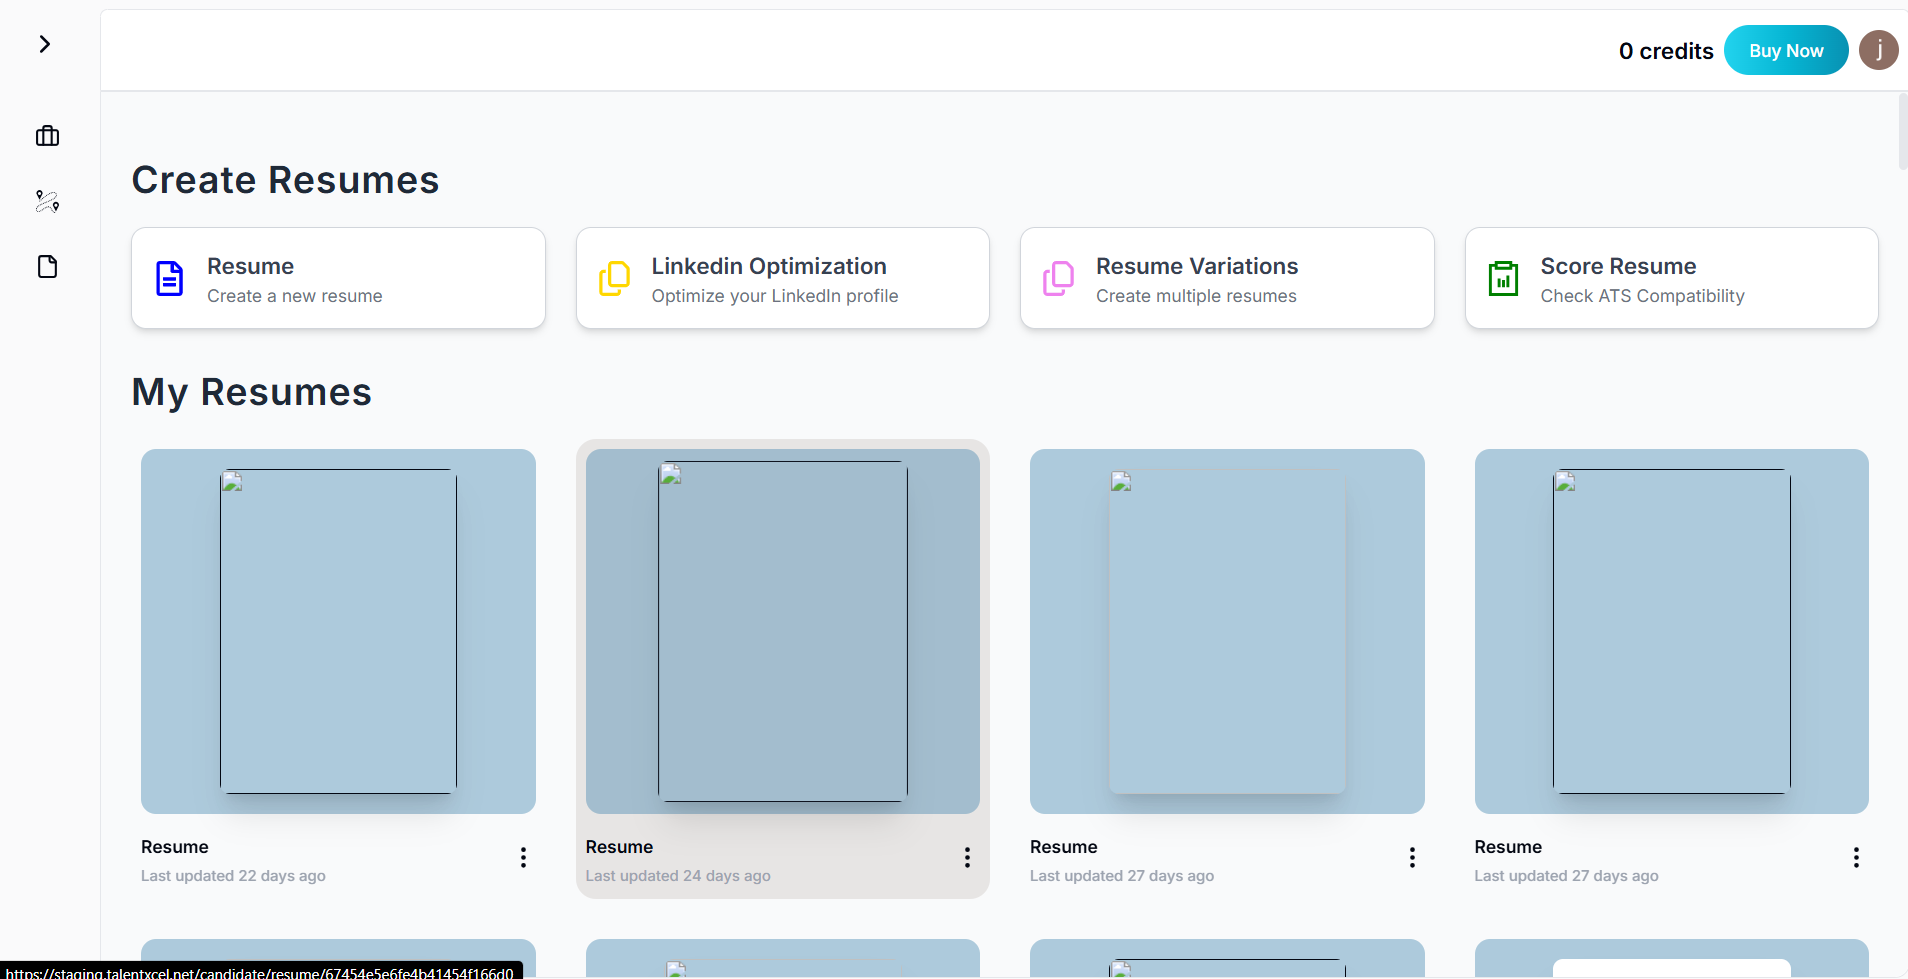 0 credits
Buy Now
j
Create Resumes
Resume
Create a new resume
Linkedin Optimization
Optimize your LinkedIn profile
Resume Variations
Create multiple resumes
Score Resume
Check ATS Compatibility
My Resumes
Resume
Last updated 22 days ago
Resume
Last updated 24 days ago
Resume
Last updated 27 days ago
Resume
Last updated 27 days ago
https://staging.talentxcel.net/candidate/resume/67454e5e6fe4b41454f166d0